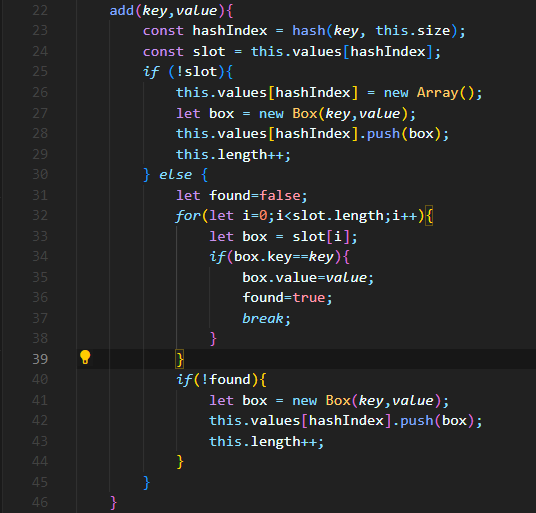 22 add(key,value){
23 const hashIndex = hash(key, this.size);
24 const slot = this.values[hashIndex];
25 if (!slot){
26 this.values[hashIndex] = new Array();
27 let box = new Box(key,value);
28 this.values[hashIndex].push(box);
29 this.length++;
30 } else {
31 let found=false;
32 for(let i=0;i<slot.length;i++){
33 let box = slot[i];
34 if(box.key==key){
35 box.value=value;
36 found=true;
37 break;
38 }
39 }
40 if(!found){
41 let box = new Box(key,value);
42 this.values[hashIndex].push(box);
43 this.length++;
44 }
45 }
46 }